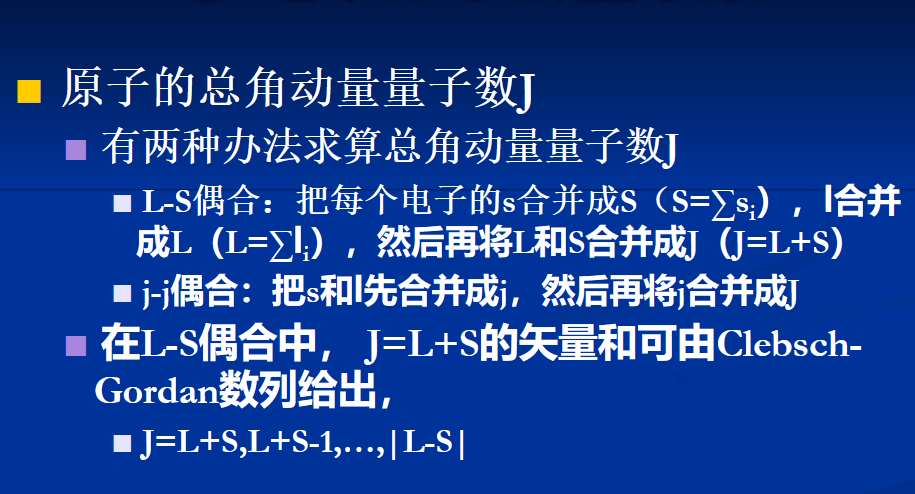 原子的总角动量量子数J
有两种办法求算总角动量量子数J
L-S偶合：把每个电子的s合并成S（S=∑si），l合并
成L（L=∑li），然后再将L和S合并成J（J=L+S）
j-j偶合：把s和l先合并成j，然后再将j合并成J
在L-S偶合中， J=L+S的矢量和可由Clebsch-
Gordan数列给出，
J=L+S,L+S-1,…,|L-S|